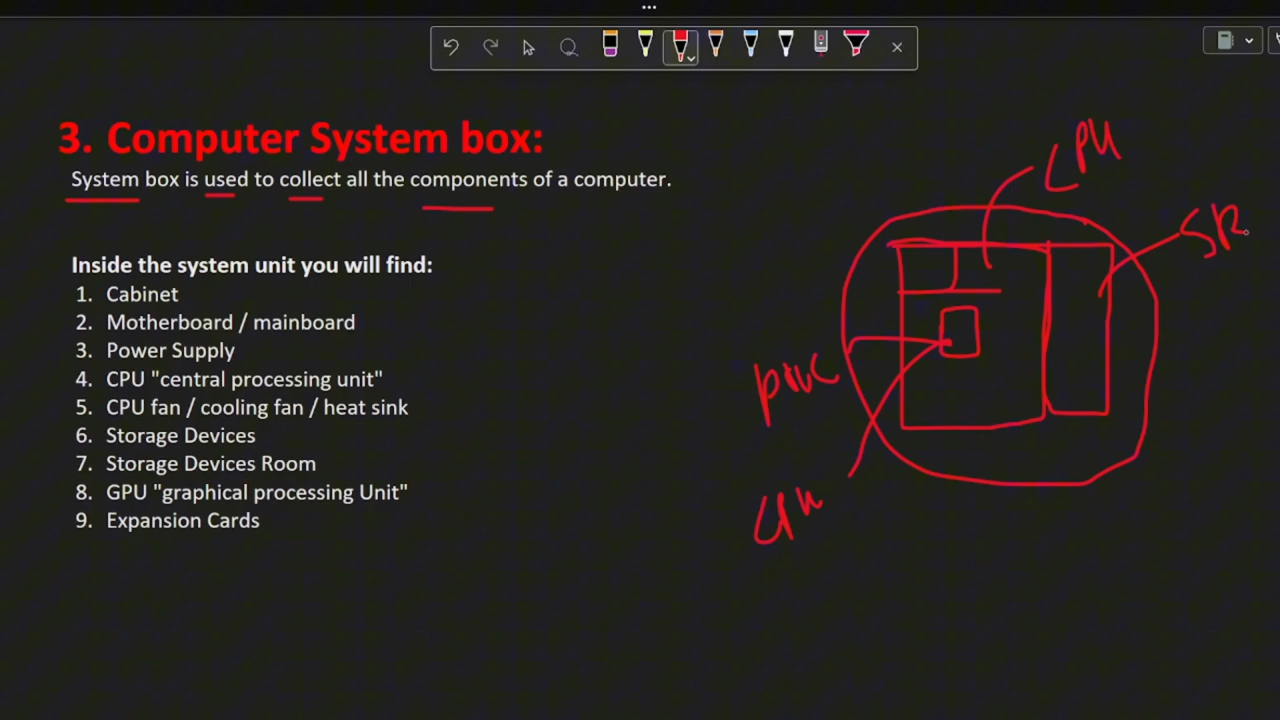 3. Computer System box:
System box is used to collect all the components of a computer.
Inside the system unit you will find:
1. Cabinet
2. Motherboard / mainboard
3. Power Supply
4. CPU "central processing unit"
5. CPU fan / cooling fan / heat sink
6. Storage Devices
7. Storage Devices Room
8. GPU "graphical processing Unit"
9. Expansion Cards
CPU
SR